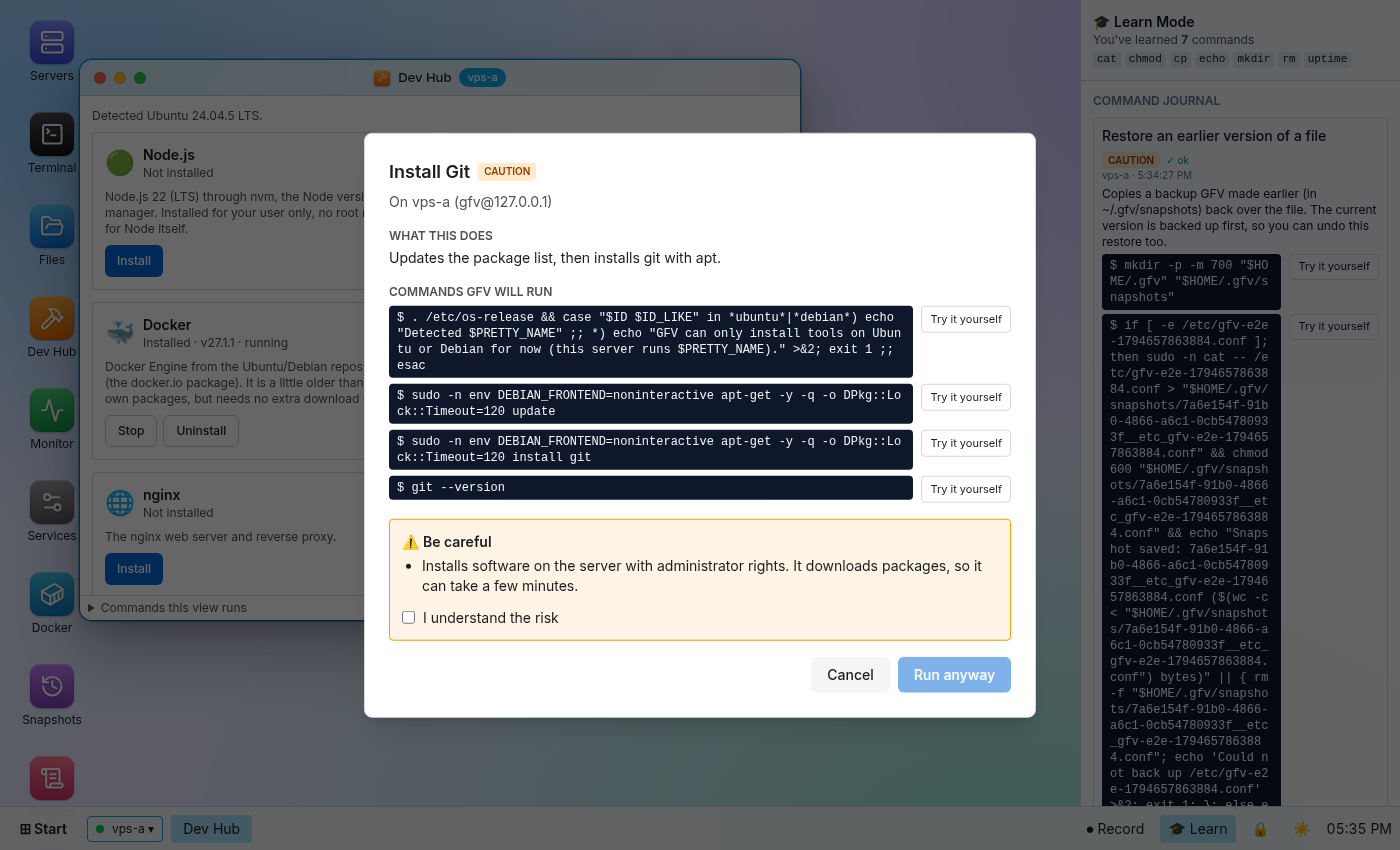 Servers
Terminal
Files
Dev Hub
Monitor
Services
Docker
Snapshots
Dev Hub vps-a
Detected Ubuntu 24.04.5 LTS.
Node.js
Not installed
Node.js 22 (LTS) through nvm, the Node versi
manager. Installed for your user only, no root
for Node itself.
Install
Docker
Installed · v27.1.1 · running
Docker Engine from the Ubuntu/Debian repos
(the docker.io package). It is a little older than
own packages, but needs no extra download
Stop
Uninstall
nginx
Not installed
The nginx web server and reverse proxy.
Install
Commands this view runs
Install Git CAUTION
On vps-a (gfv@127.0.0.1)
WHAT THIS DOES
Updates the package list, then installs git with apt.
COMMANDS GFV WILL RUN
$ . /etc/os-release && case "$ID $ID_LIKE" in *ubuntu*|*debian*) echo
"Detected $PRETTY_NAME" ;; *) echo "GFV can only install tools on Ubun
tu or Debian for now (this server runs $PRETTY_NAME)." >&2; exit 1 ;;
esac
Try it yourself
$ sudo -n env DEBIAN_FRONTEND=noninteractive apt-get -y -q -o DPkg::Lo
ck::Timeout=120 update
Try it yourself
$ sudo -n env DEBIAN_FRONTEND=noninteractive apt-get -y -q -o DPkg::Lo
ck::Timeout=120 install git
Try it yourself
$ git --version
Try it yourself
⚠️ Be careful
• Installs software on the server with administrator rights. It downloads packages, so it
can take a few minutes.
I understand the risk
Cancel
Run anyway
🎓 Learn Mode
You've learned 7 commands
cat chmod cp echo mkdir rm uptime
COMMAND JOURNAL
Restore an earlier version of a file
CAUTION ✓ ok
vps-a · 5:34:27 PM
Copies a backup GFV made earlier (in
~/.gfv/snapshots) back over the file. The current
version is backed up first, so you can undo this
restore too.
$ mkdir -p -m 700 "$HO
ME/.gfv" "$HOME/.gfv/s
napshots"
Try it yourself
$ if [ -e /etc/gfv-e2e
-1794657863884.conf ];
then sudo -n cat -- /e
tc/gfv-e2e-17946578638
84.conf > "$HOME/.gfv/
snapshots/7a6e154f-91b
0-4866-a6c1-0cb5478093
3f__etc_gfv-e2e-179465
7863884.conf" && chmod
600 "$HOME/.gfv/snapsh
ots/7a6e154f-91b0-4866
-a6c1-0cb54780933f__et
c_gfv-e2e-179465786388
4.conf" && echo "Snaps
hot saved: 7a6e154f-91
b0-4866-a6c1-0cb547809
33f__etc_gfv-e2e-17946
57863884.conf ($(wc -c
< "$HOME/.gfv/snapshot
s/7a6e154f-91b0-4866-a
6c1-0cb54780933f__etc_
gfv-e2e-1794657863884.
conf") bytes)" || { rm
-f "$HOME/.gfv/snapsho
ts/7a6e154f-91b0-4866-
a6c1-0cb54780933f__etc
_gfv-e2e-179465786388
4.conf"; echo 'Could n
ot back up /etc/gfv-e2
e-1794657863884.conf'
>&2; exit 1; }; else e
Try it yourself
Start
vps-a ▾
Dev Hub
● Record
🎓 Learn
05:35 PM